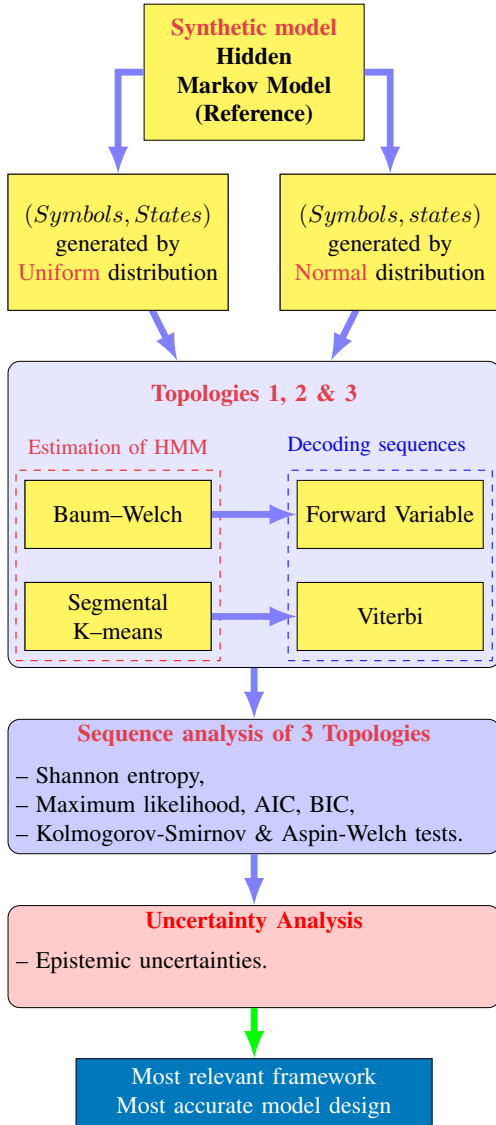 Synthetic model
Hidden
Markov Model
(Reference)
(Symbols, States)
generated by
Uniform distribution
(Symbols, states)
generated by
Normal distribution
Topologies 1, 2 & 3
Estimation of HMM
Decoding sequences
Baum–Welch
Forward Variable
Segmental
K–means
Viterbi
Sequence analysis of 3 Topologies
– Shannon entropy,
– Maximum likelihood, AIC, BIC,
– Kolmogorov-Smirnov & Aspin-Welch tests.
Uncertainty Analysis
– Epistemic uncertainties.
Most relevant framework
Most accurate model design